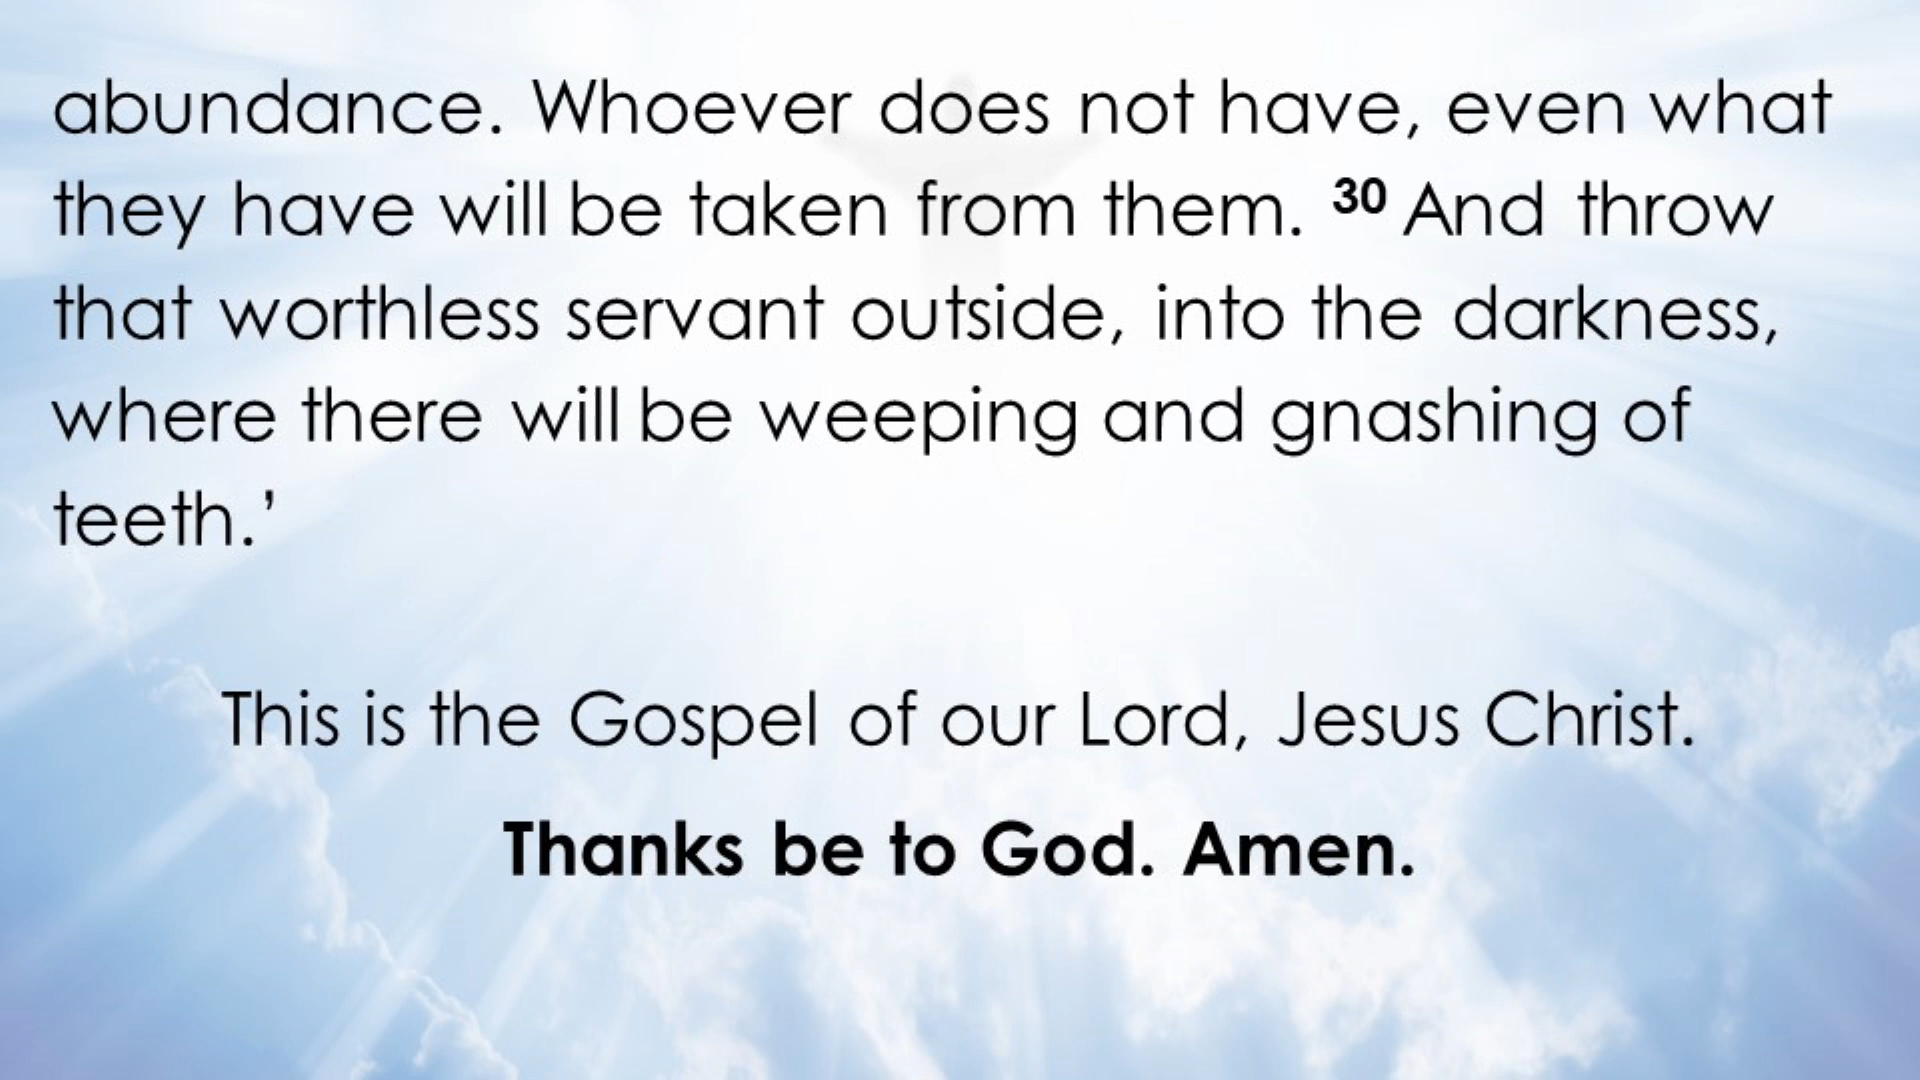 abundance. Whoever does not have, even what
they have will be taken from them. 30 And throw
that worthless servant outside, into the darkness,
where there will be weeping and gnashing of
teeth.’
This is the Gospel of our Lord, Jesus Christ.
Thanks be to God. Amen.